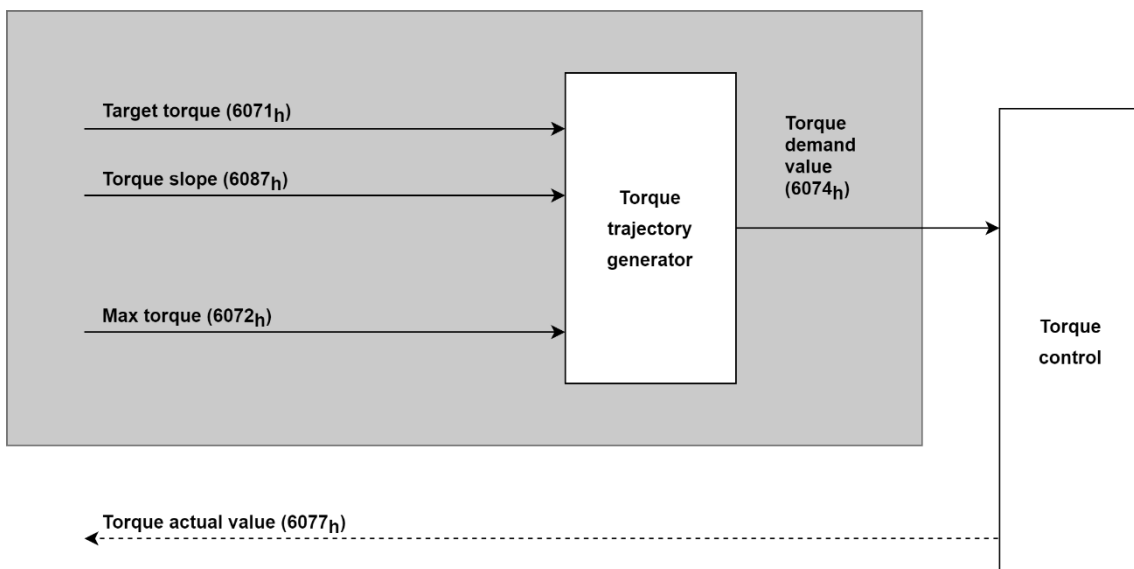 Target torque (6071h)
Torque slope (6087h)
Max torque (6072h)
Torque
trajectory
generator
Torque
demand
value
(6074h)
Torque
control
Torque actual value (6077h)